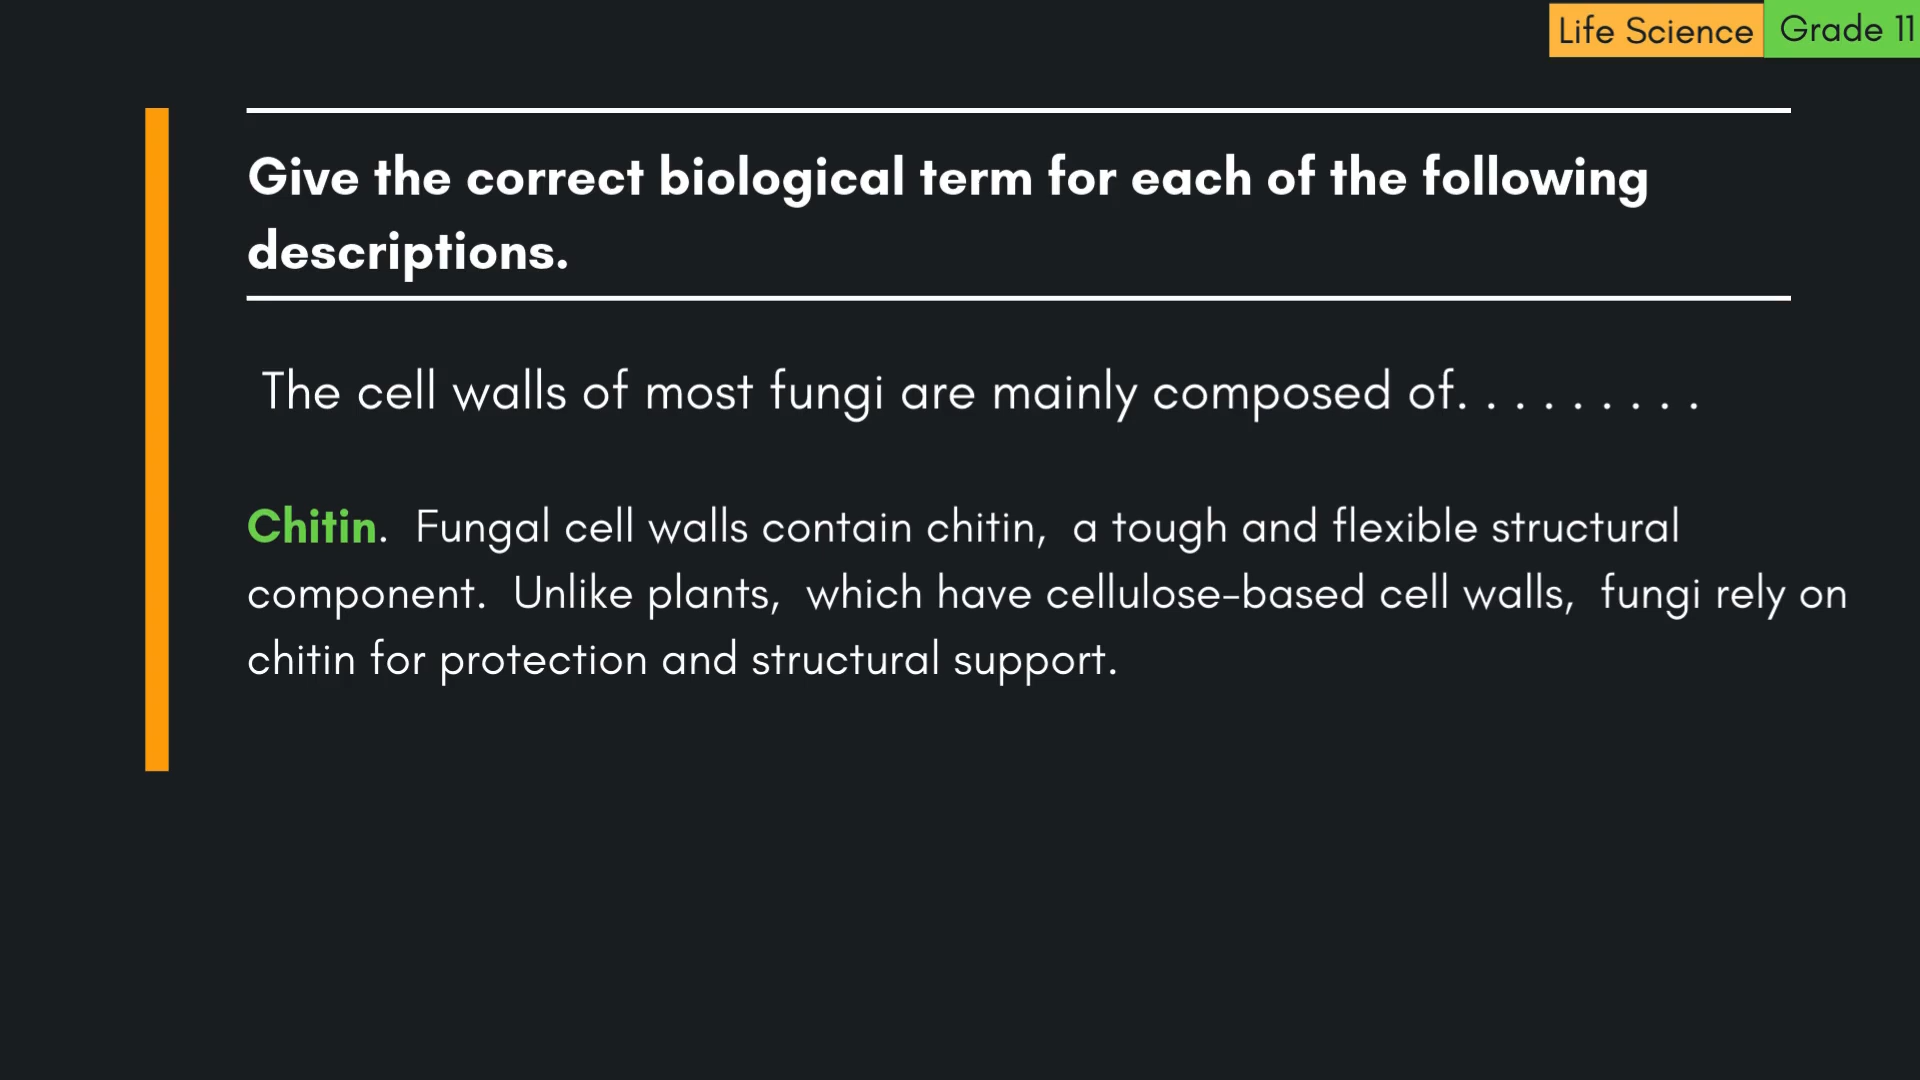 Life Science Grade 11
Give the correct biological term for each of the following
descriptions.
The cell walls of most fungi are mainly composed of. . . . . . . . .
Chitin. Fungal cell walls contain chitin, a tough and flexible structural
component. Unlike plants, which have cellulose-based cell walls, fungi rely on
chitin for protection and structural support.